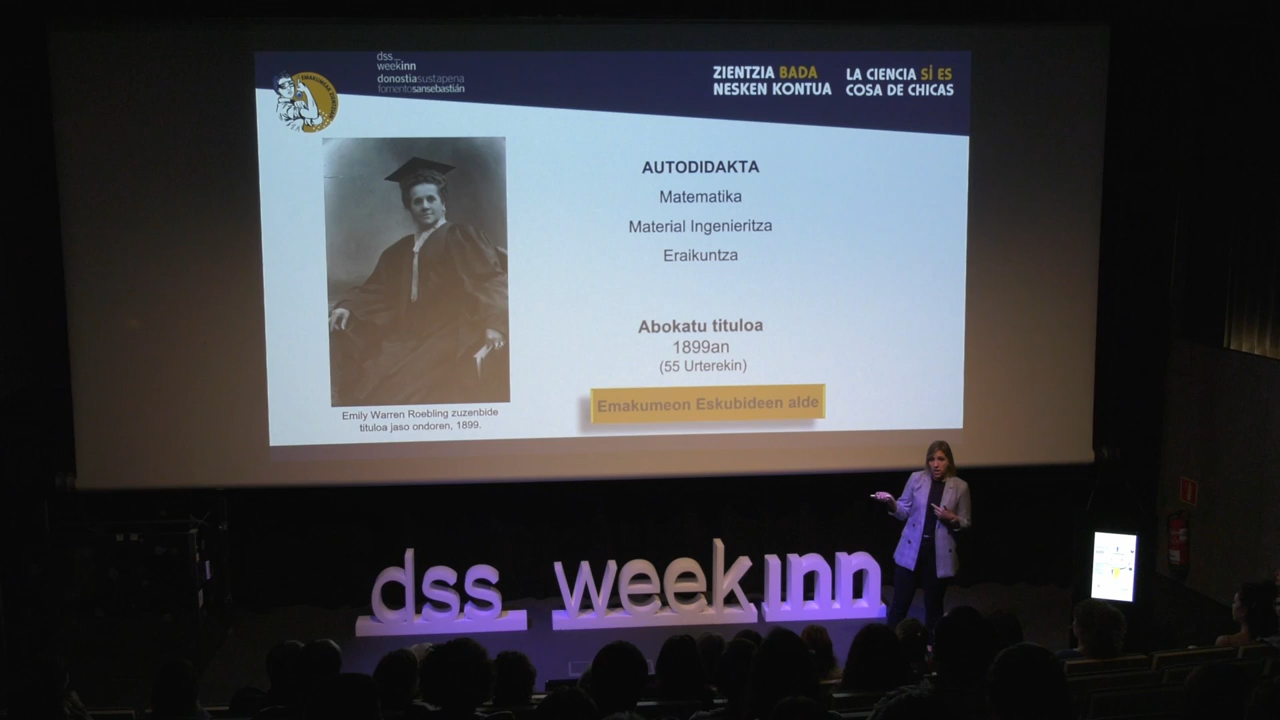 dss_
weekinn
donostiasustapena
fomentosansebastián
ZIENTZIA BADA
NESKEN KONTUA
LA CIENCIA SÍ ES
COSA DE CHICAS
AUTODIDAKTA
Matematika
Material Ingenieritza
Eraikuntza
Abokatu tituloa
1899an
(55 Urterekin)
Emakumeon Eskubideen alde
Emily Warren Roebling zuzenbide
tituloa jaso ondoren, 1899.
dss weekinn